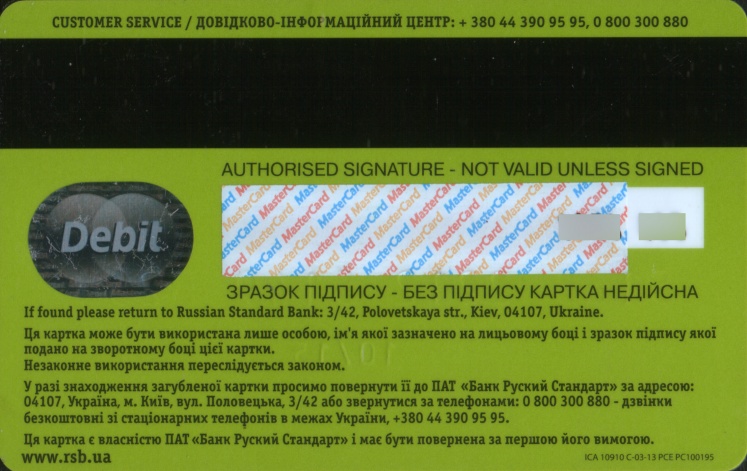 CUSTOMER SERVICE / ДОВІДКОВО-ІНФОРМАЦІЙНИЙ ЦЕНТР: + 380 44 390 95 95, 0 800 300 880
AUTHORISED SIGNATURE - NOT VALID UNLESS SIGNED
Debit
MasterCard MasterCard MasterCard MasterCard
ЗРАЗОК ПІДПИСУ - БЕЗ ПІДПИСУ КАРТКА НЕДІЙСНА
If found please return to Russian Standard Bank: 3/42, Polovetskaya str., Kiev, 04107, Ukraine.
Ця картка може бути використана лише особою, ім'я якої зазначено на лицьовому боці і зразок підпису якої
подано на зворотному боці цієї картки.
Незаконне використання переслідується законом.
У разі знаходження загубленої картки просимо повернути її до ПАТ «Банк Руский Стандарт» за адресою:
04107, Україна, м. Київ, вул. Половецька, 3/42 або звернутися за телефонами: 0 800 300 880 - дзвінки
безкоштовні зі стаціонарних телефонів в межах України, +380 44 390 95 95.
Ця картка є власністю ПАТ «Банк Руский Стандарт» і має бути повернена за першою його вимогою.
www.rsb.ua
ICA 10910 C-03-13 PCE PC100195